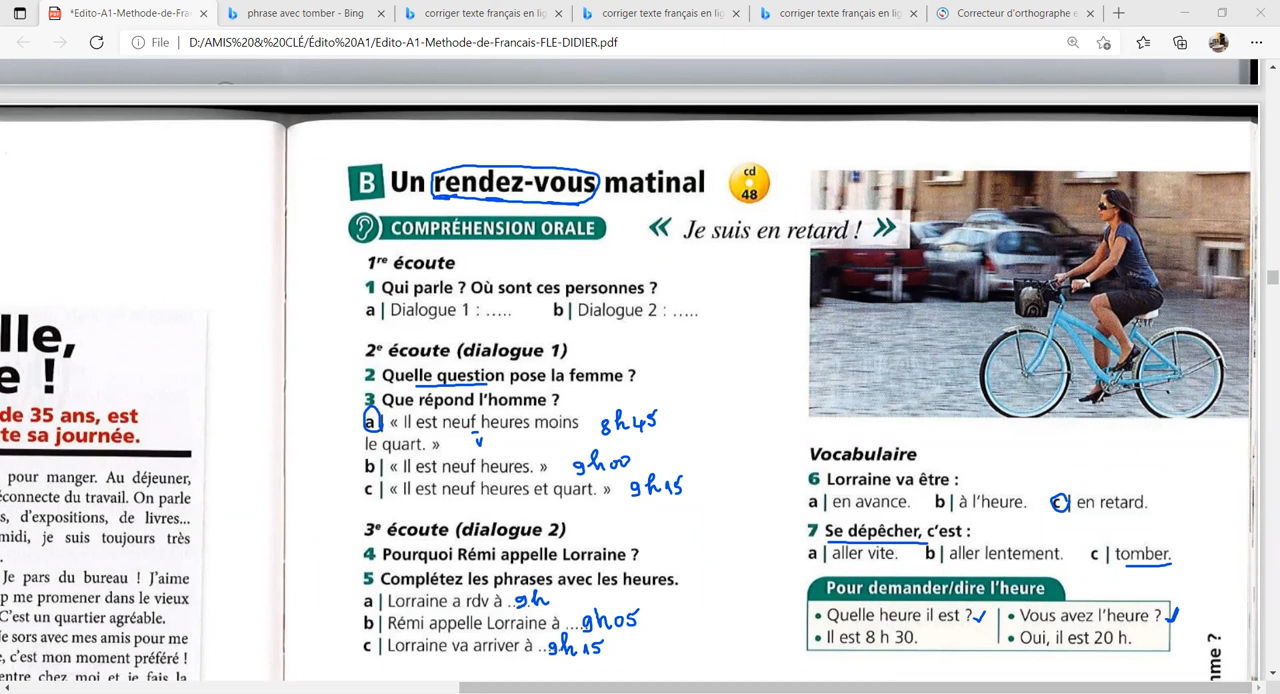 *Edito-A1-Methode-de-Fra
phrase avec tomber - Bing
corriger texte français en lig
corriger texte français en lig
corriger texte français en lig
Correcteur d'orthographe e
File | D:/AMIS%20&%20CLÉ/Édito%20A1/Edito-A1-Methode-de-Francais-FLE-DIDIER.pdf
lle,
e !
de 35 ans, est
te sa journée.
pour manger. Au déjeuner,
éconnecte du travail. On parle
s, d'expositions, de livres...
midi, je suis toujours très
Je pars du bureau ! J'aime
p me promener dans le vieux
C'est un quartier agréable.
Je sors avec mes amis pour me
e, c'est mon moment préféré !
entre chez moi et je fais la
B Un rendez-vous matinal
cd
48
COMPRÉHENSION ORALE
« Je suis en retard ! »
1re écoute
1 Qui parle ? Où sont ces personnes ?
a | Dialogue 1 : ..... b | Dialogue 2 : .....
2e écoute (dialogue 1)
2 Quelle question pose la femme ?
3 Que répond l'homme ?
a | « Il est neuf heures moins 8h45
le quart. » v
b | « Il est neuf heures. » 9h00
c | « Il est neuf heures et quart. » 9h15
3e écoute (dialogue 2)
4 Pourquoi Rémi appelle Lorraine ?
5 Complétez les phrases avec les heures.
a | Lorraine a rdv à ..9h
b | Rémi appelle Lorraine à ....9h05
c | Lorraine va arriver à ..9h15
Vocabulaire
6 Lorraine va être :
a | en avance. b | à l'heure. c | en retard.
7 Se dépêcher, c'est :
a | aller vite. b | aller lentement. c | tomber.
Pour demander/dire l'heure
• Quelle heure il est ? • Vous avez l'heure ?
• Il est 8 h 30. • Oui, il est 20 h.
mme ?